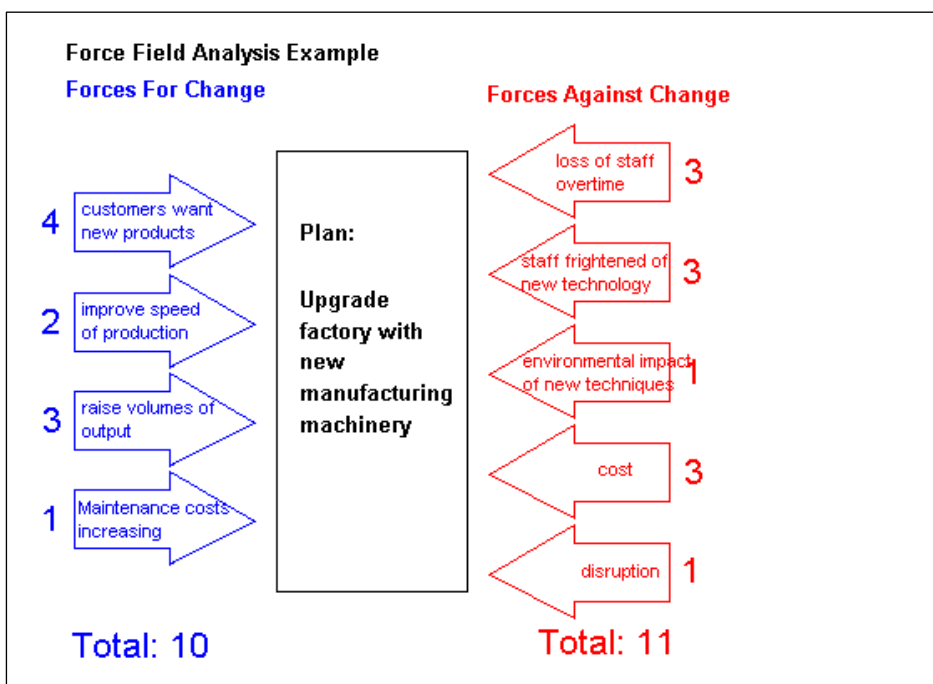 Force Field Analysis Example
Forces For Change
Forces Against Change
4
customers want
new products
2
improve speed
of production
3
raise volumes of
output
1
Maintenance costs
increasing
Total: 10
Plan:
Upgrade
factory with
new
manufacturing
machinery
loss of staff
overtime
3
staff frightened of
new technology
3
environmental impact
of new techniques
1
cost
3
disruption
1
Total: 11